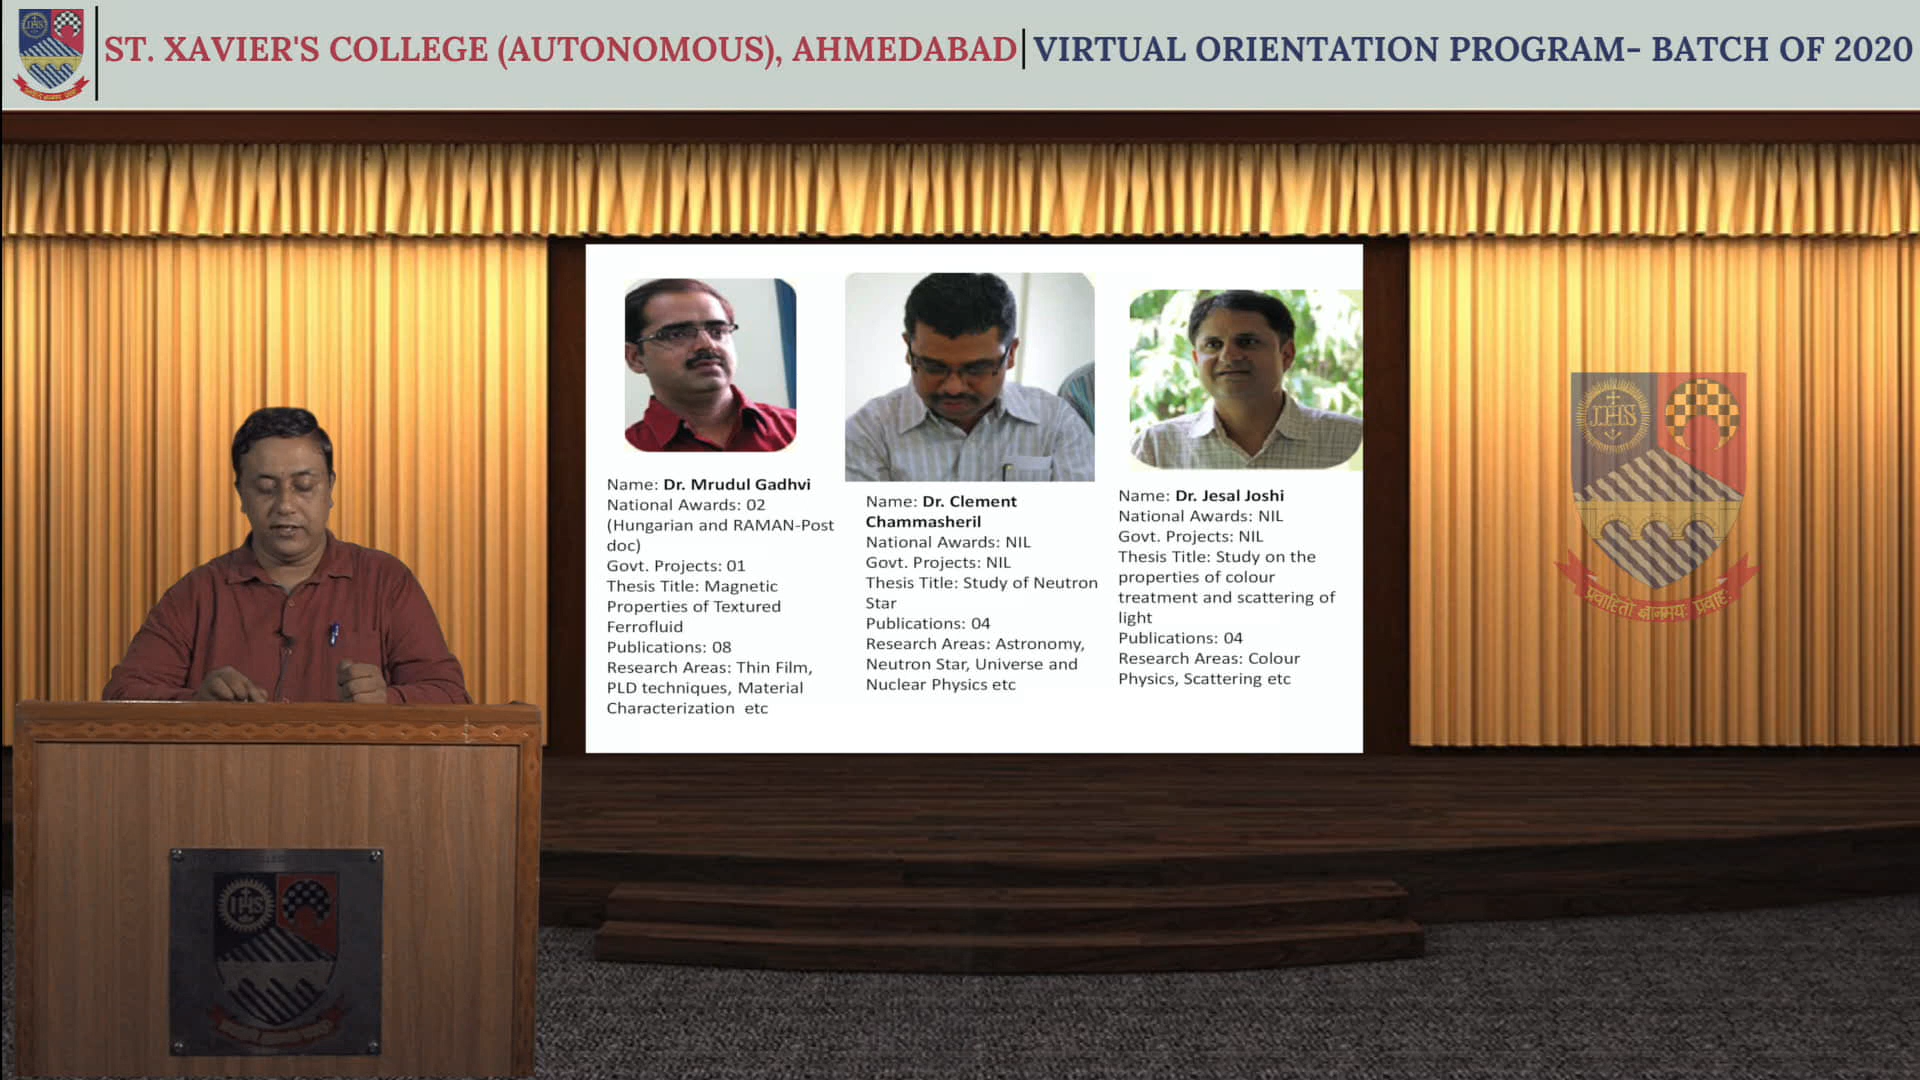 ST. XAVIER'S COLLEGE (AUTONOMOUS), AHMEDABAD
VIRTUAL ORIENTATION PROGRAM- BATCH OF 2020
Name: Dr. Mrudul Gadhvi
National Awards: 02
(Hungarian and RAMAN-Post
doc)
Govt. Projects: 01
Thesis Title: Magnetic
Properties of Textured
Ferrofluid
Publications: 08
Research Areas: Thin Film,
PLD techniques, Material
Characterization etc
Name: Dr. Clement
Chammasheril
National Awards: NIL
Govt. Projects: NIL
Thesis Title: Study of Neutron
Star
Publications: 04
Research Areas: Astronomy,
Neutron Star, Universe and
Nuclear Physics etc
Name: Dr. Jesal Joshi
National Awards: NIL
Govt. Projects: NIL
Thesis Title: Study on the
properties of colour
treatment and scattering of
light
Publications: 04
Research Areas: Colour
Physics, Scattering etc
IHS
प्रवाहितो ज्ञानमयः प्रवाहः
IHS